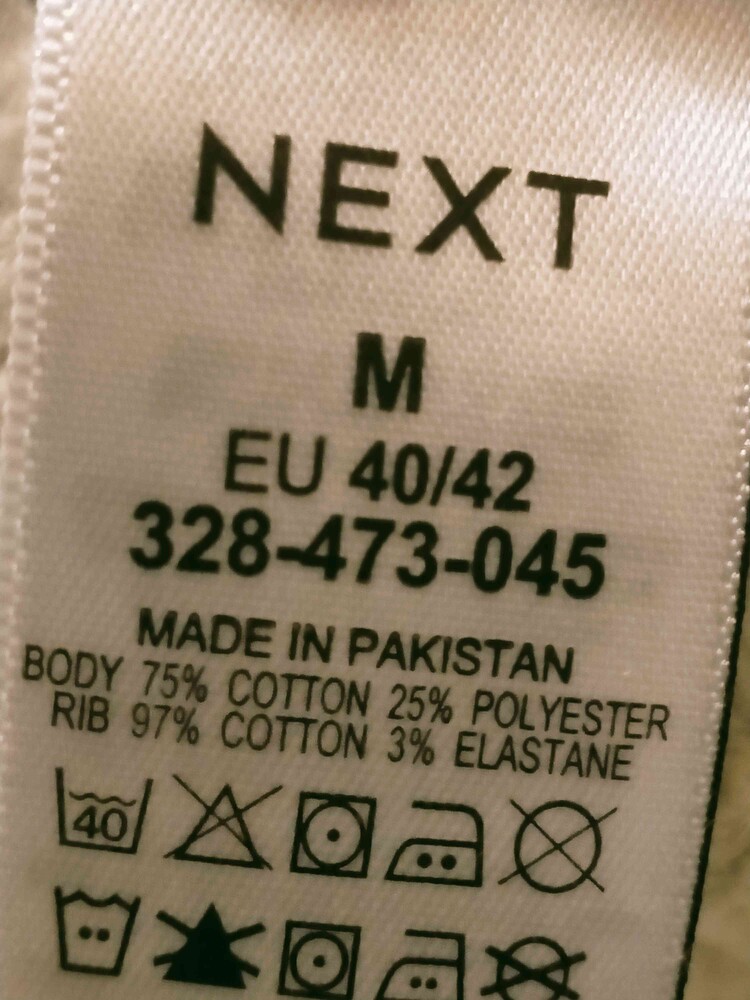 NEXT
M
EU 40/42
328-473-045
MADE IN PAKISTAN
BODY 75% COTTON 25% POLYESTER
RIB 97% COTTON 3% ELASTANE
40